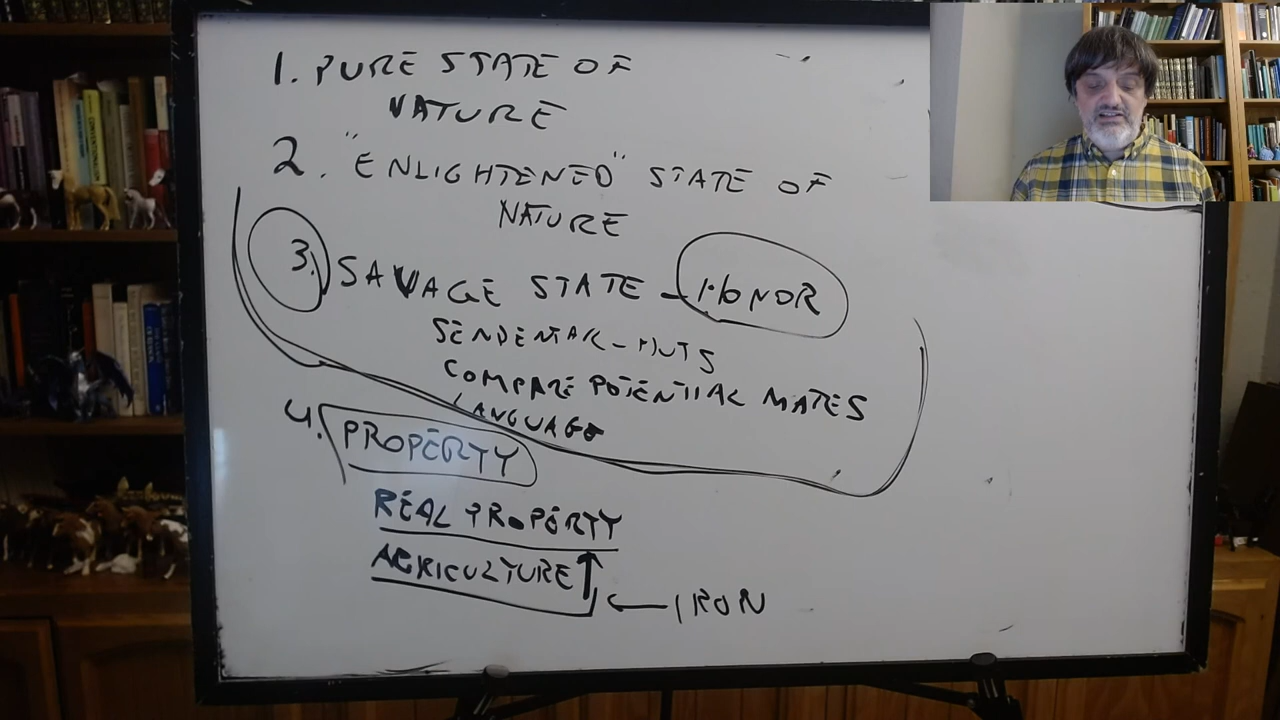 1. PURE STATE OF
NATURE
2. "ENLIGHTENED" STATE OF
NATURE
3. SAVAGE STATE - HONOR
SENDENTAR - HUTS
COMPARE POTENTIAL MATES
LANGUAGE
4. PROPERTY
REAL PROPERTY
AGRICULTURE
IRON